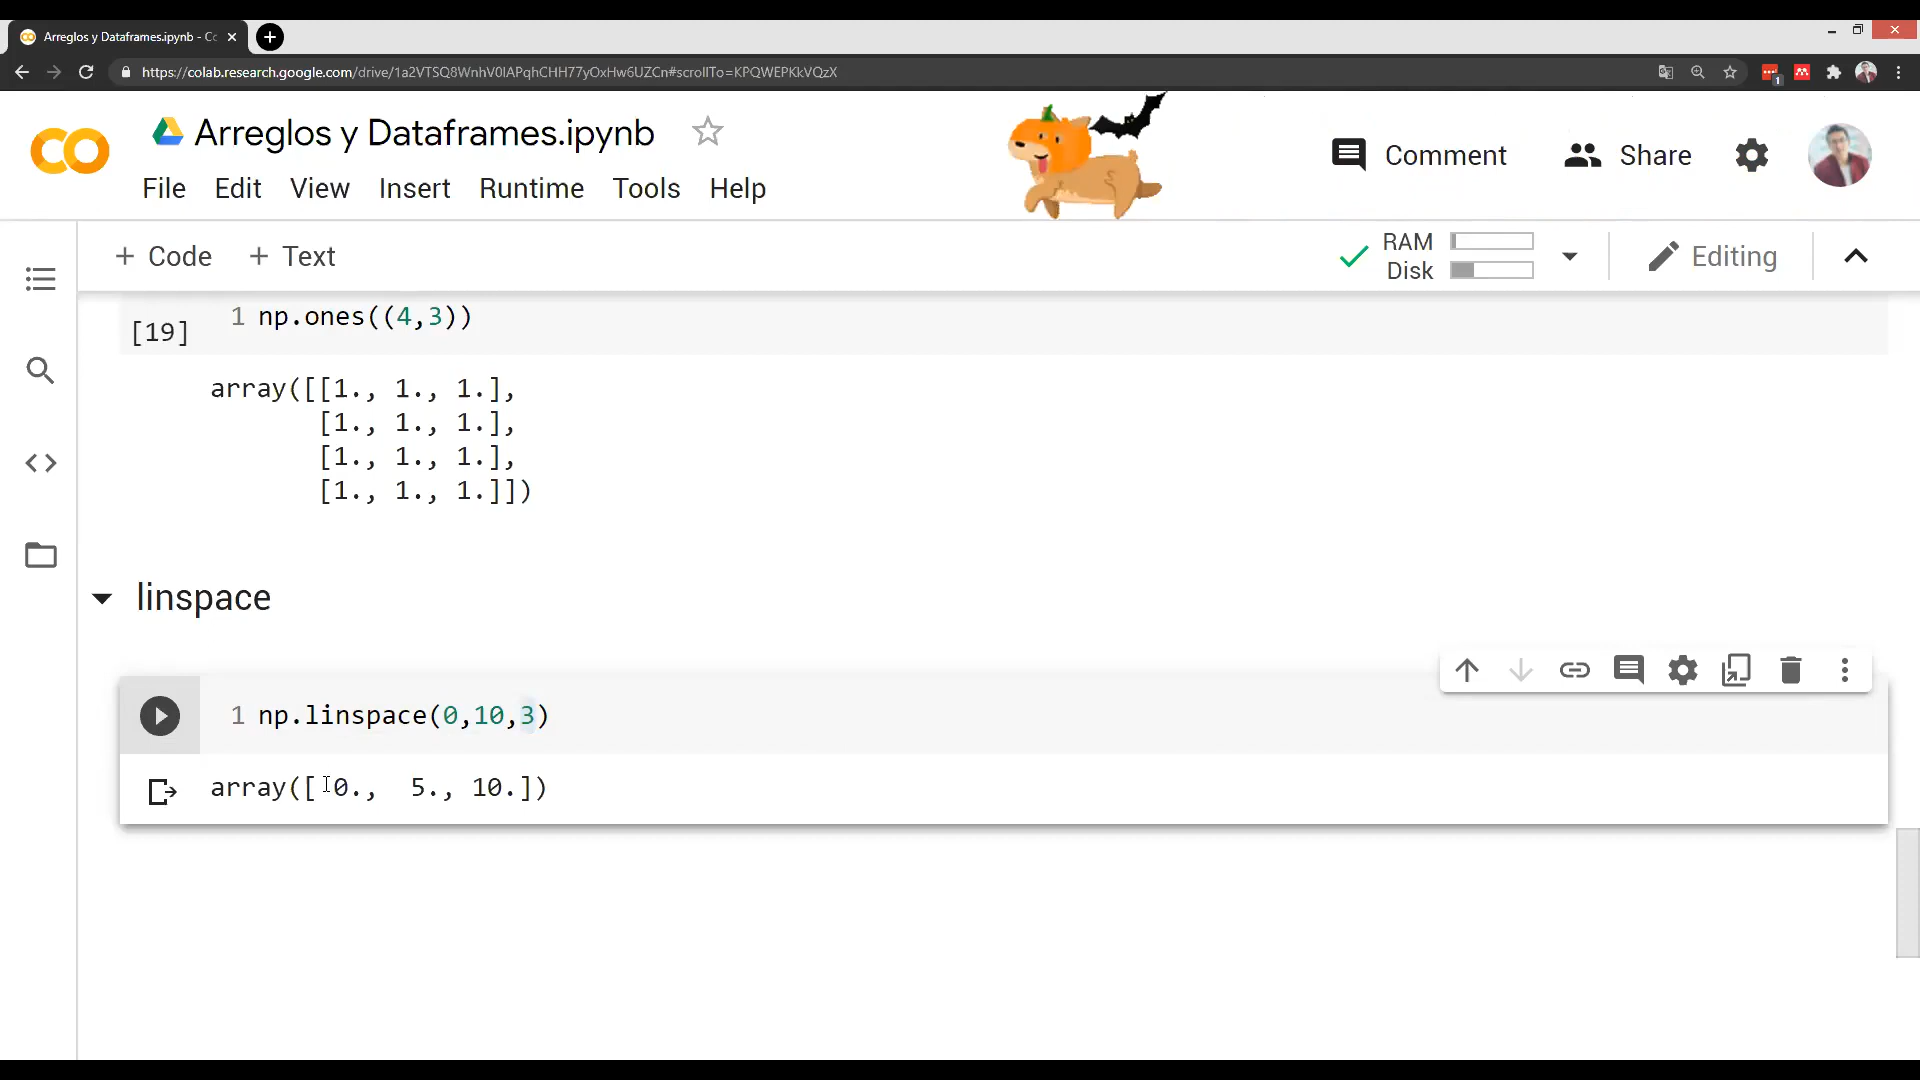 Arreglos y Dataframes.ipynb - Co
https://colab.research.google.com/drive/1a2VTSQ8WnhV0IAPqhCHH77yOxHw6UZCn#scrollTo=KPQWEPKkVQzX
1
CO
Arreglos y Dataframes.ipynb
Comment
Share
File Edit View Insert Runtime Tools Help
+ Code + Text
RAM
Disk
Editing
[19]
1 np.ones((4,3))
array([[1., 1., 1.],
[1., 1., 1.],
[1., 1., 1.],
[1., 1., 1.]])
linspace
1 np.linspace(0,10,3)
array([ 0.,  5., 10.])